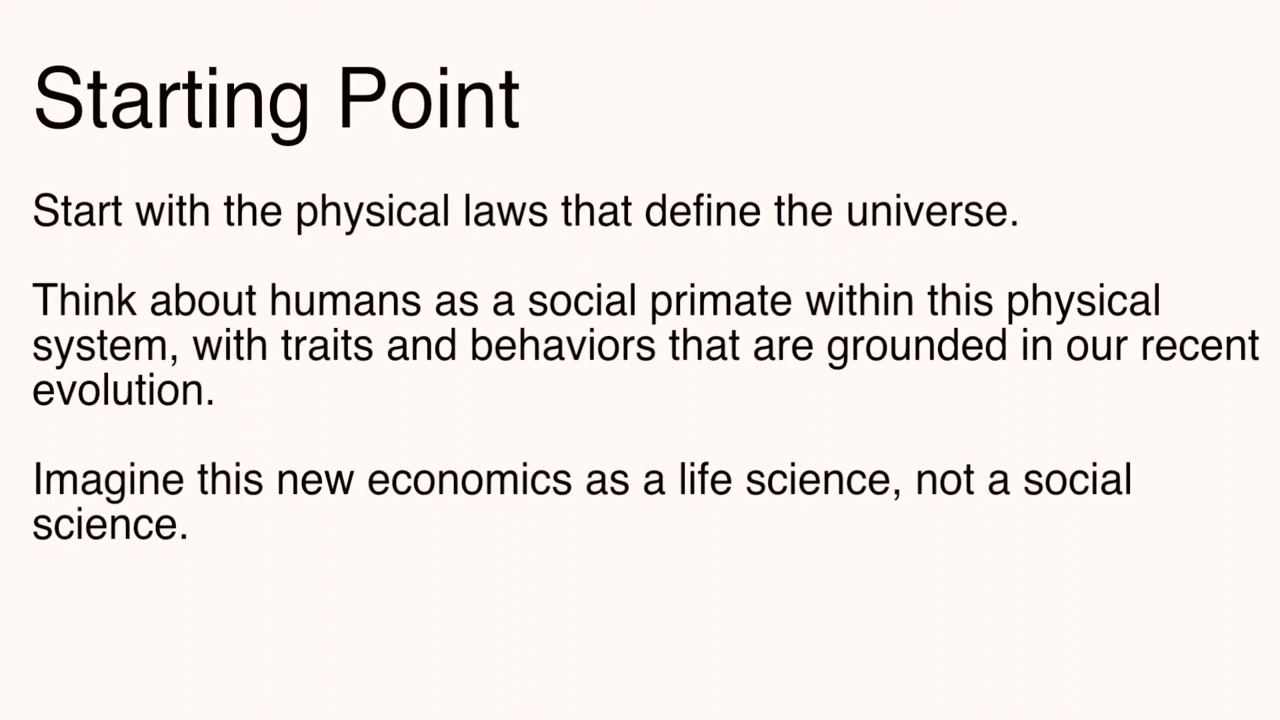 Starting Point
Start with the physical laws that define the universe.
Think about humans as a social primate within this physical
system, with traits and behaviors that are grounded in our recent
evolution.
Imagine this new economics as a life science, not a social
science.